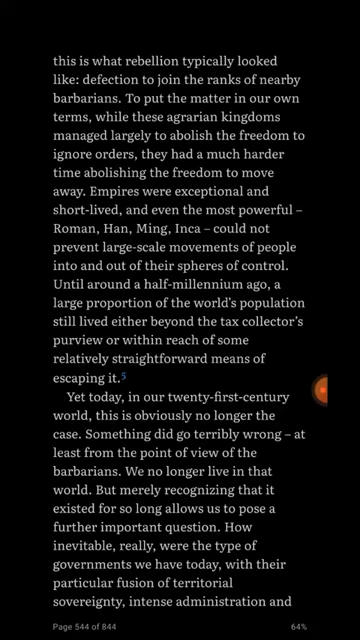 this is what rebellion typically looked
like: defection to join the ranks of nearby
barbarians. To put the matter in our own
terms, while these agrarian kingdoms
managed largely to abolish the freedom to
ignore orders, they had a much harder
time abolishing the freedom to move
away. Empires were exceptional and
short-lived, and even the most powerful –
Roman, Han, Ming, Inca – could not
prevent large-scale movements of people
into and out of their spheres of control.
Until around a half-millennium ago, a
large proportion of the world's population
still lived either beyond the tax collector's
purview or within reach of some
relatively straightforward means of
escaping it.5
Yet today, in our twenty-first-century
world, this is obviously no longer the
case. Something did go terribly wrong – at
least from the point of view of the
barbarians. We no longer live in that
world. But merely recognizing that it
existed for so long allows us to pose a
further important question. How
inevitable, really, were the type of
governments we have today, with their
particular fusion of territorial
sovereignty, intense administration and
Page 544 of 844 64%